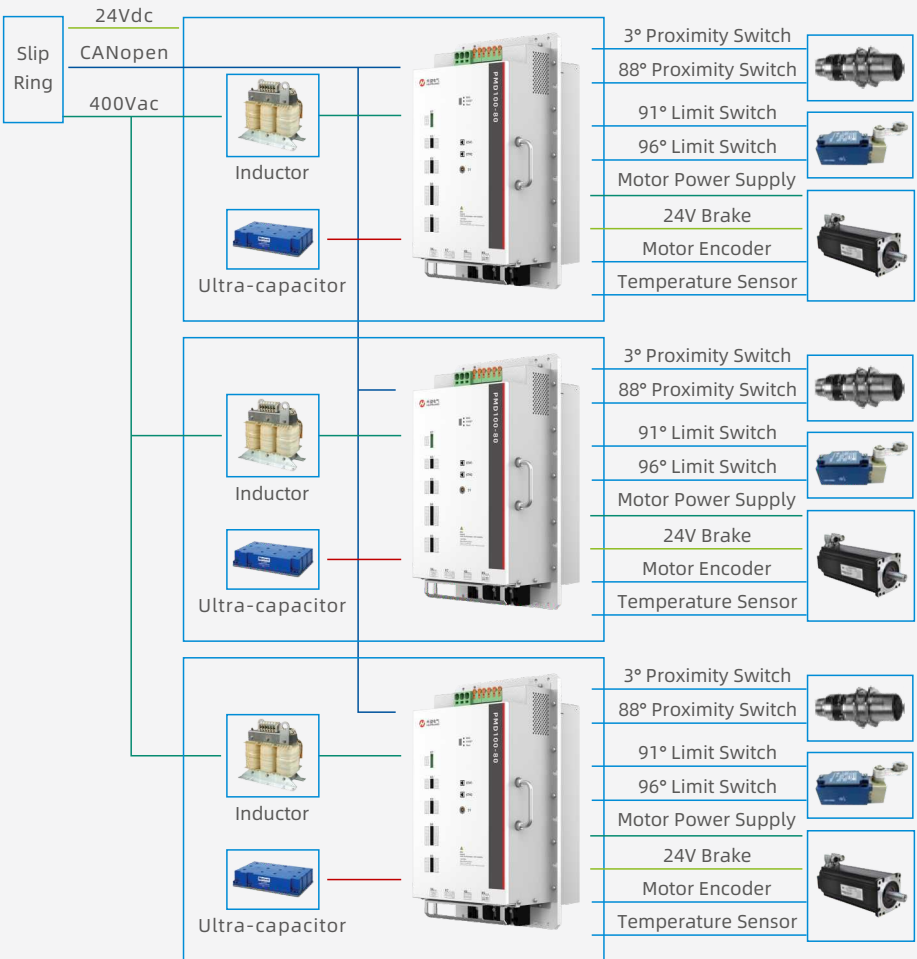 24Vdc
Slip
Ring
CANopen
400Vac
Inductor
Ultra-capacitor
PMD100-80
3° Proximity Switch
88° Proximity Switch
91° Limit Switch
96° Limit Switch
Motor Power Supply
24V Brake
Motor Encoder
Temperature Sensor
Inductor
Ultra-capacitor
PMD100-80
3° Proximity Switch
88° Proximity Switch
91° Limit Switch
96° Limit Switch
Motor Power Supply
24V Brake
Motor Encoder
Temperature Sensor
Inductor
Ultra-capacitor
PMD100-80
3° Proximity Switch
88° Proximity Switch
91° Limit Switch
96° Limit Switch
Motor Power Supply
24V Brake
Motor Encoder
Temperature Sensor